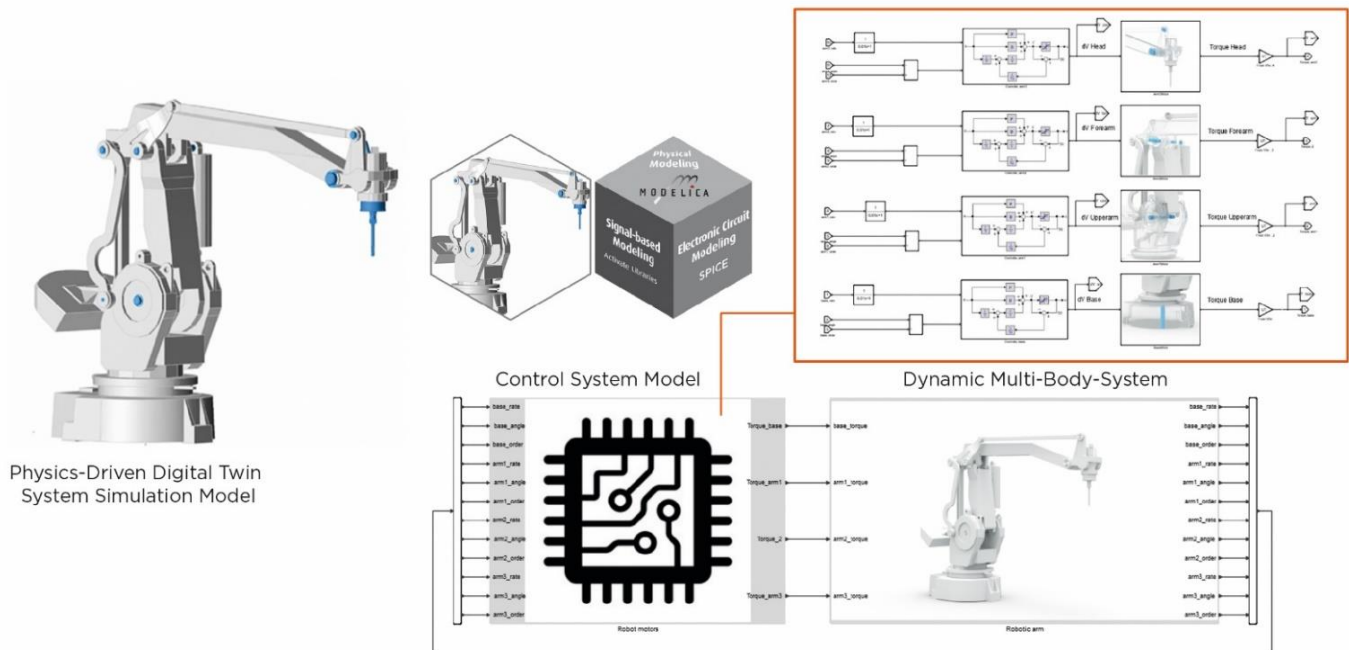 Physics-Driven Digital Twin
System Simulation Model
Physical
Modeling
MODELICA
Signal-based
Modeling
Activate Libraries
Electronic Circuit
Modeling
SPICE
dV Head
Torque Head
dV Forearm
Torque Forearm
dV Upperarm
Torque Upperarm
dV Base
Torque Base
Control System Model
Dynamic Multi-Body-System
base_rate
base_angle
base_order
arm1_rate
arm1_angle
arm1_order
arm2_rate
arm2_angle
arm2_order
arm3_rate
arm3_angle
arm3_order
Torque_base
Torque_arm1
Torque_2
Torque_arm3
Robot motors
base_torque
arm1_torque
arm2_torque
arm3_torque
Robotic arm
base_rate
base_angle
base_order
arm1_rate
arm1_angle
arm1_order
arm2_rate
arm2_angle
arm2_order
arm3_rate
arm3_angle
arm3_order